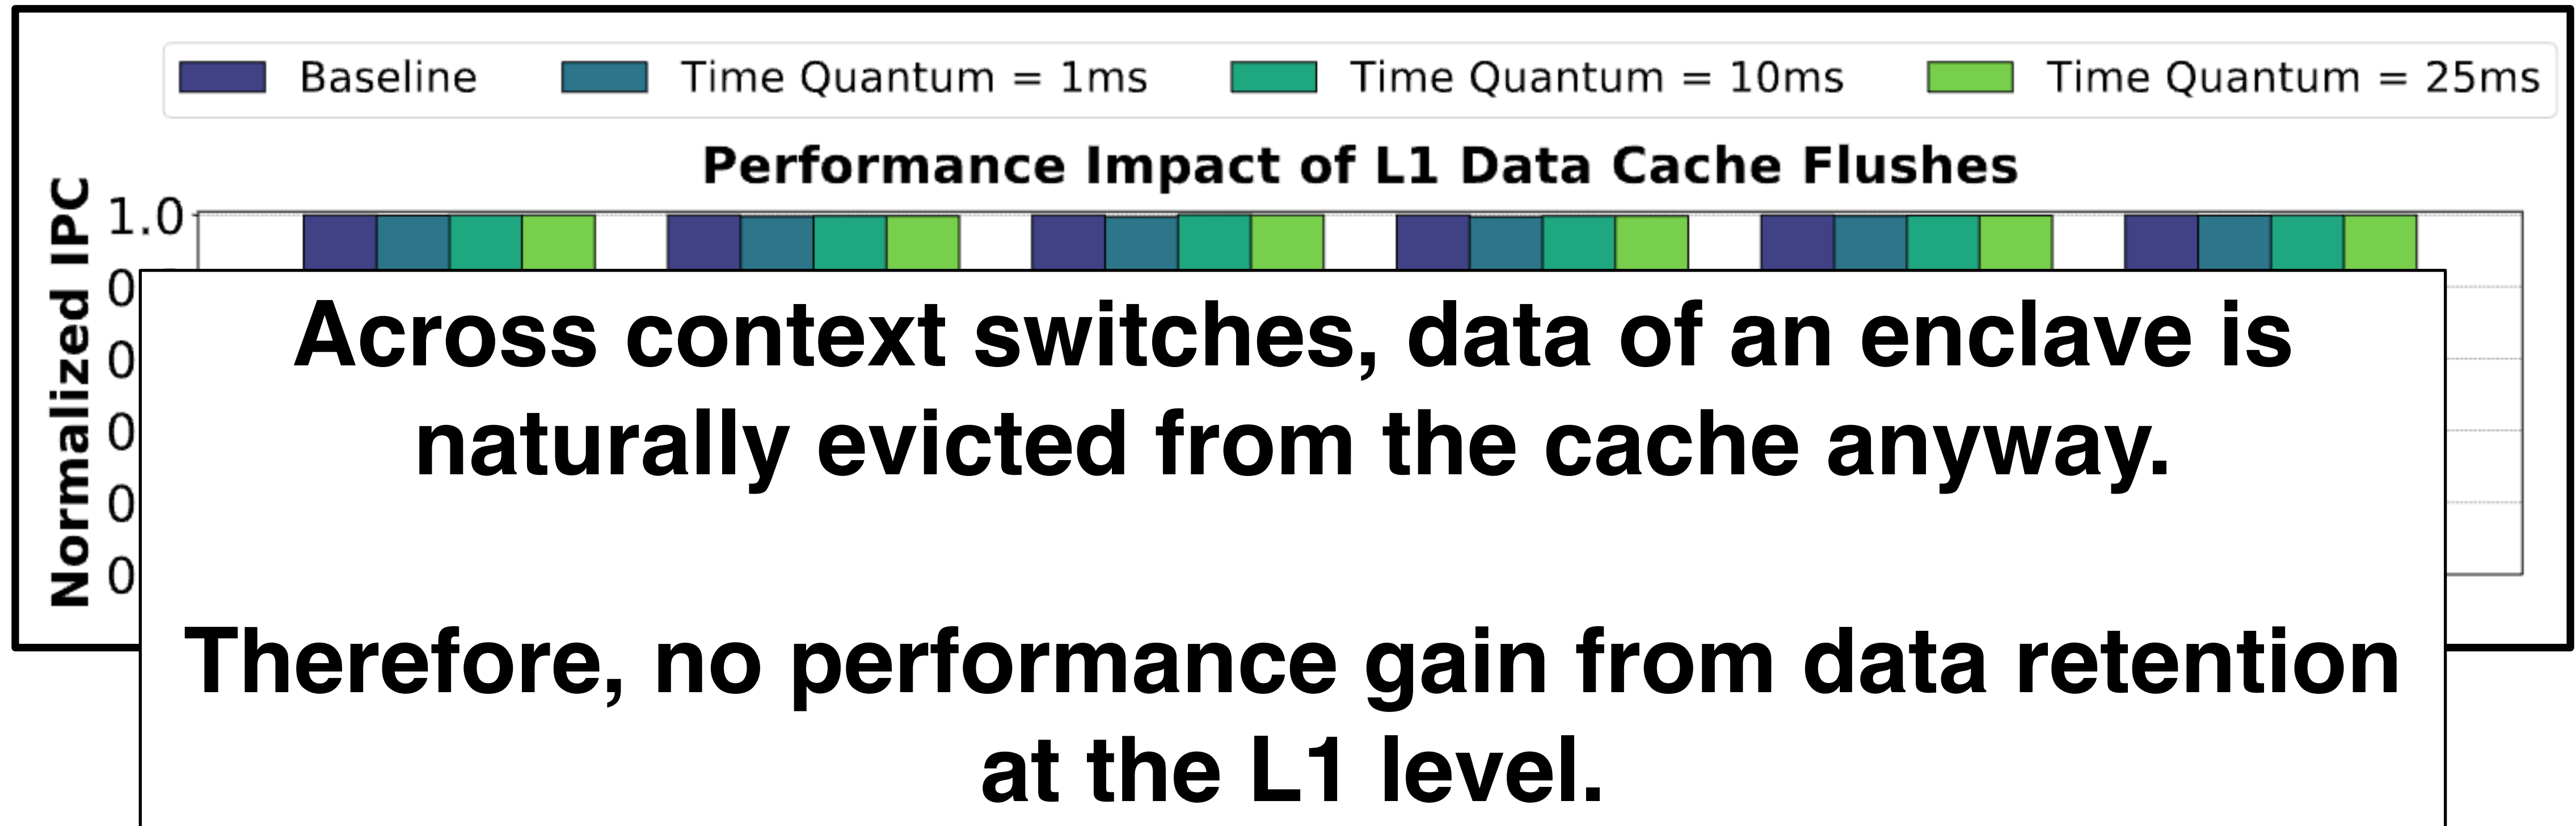 Baseline Time Quantum = 1ms Time Quantum = 10ms Time Quantum = 25ms
Performance Impact of L1 Data Cache Flushes
Normalized IPC
1.0
0
0
0
0
0
Across context switches, data of an enclave is
naturally evicted from the cache anyway.
Therefore, no performance gain from data retention
at the L1 level.